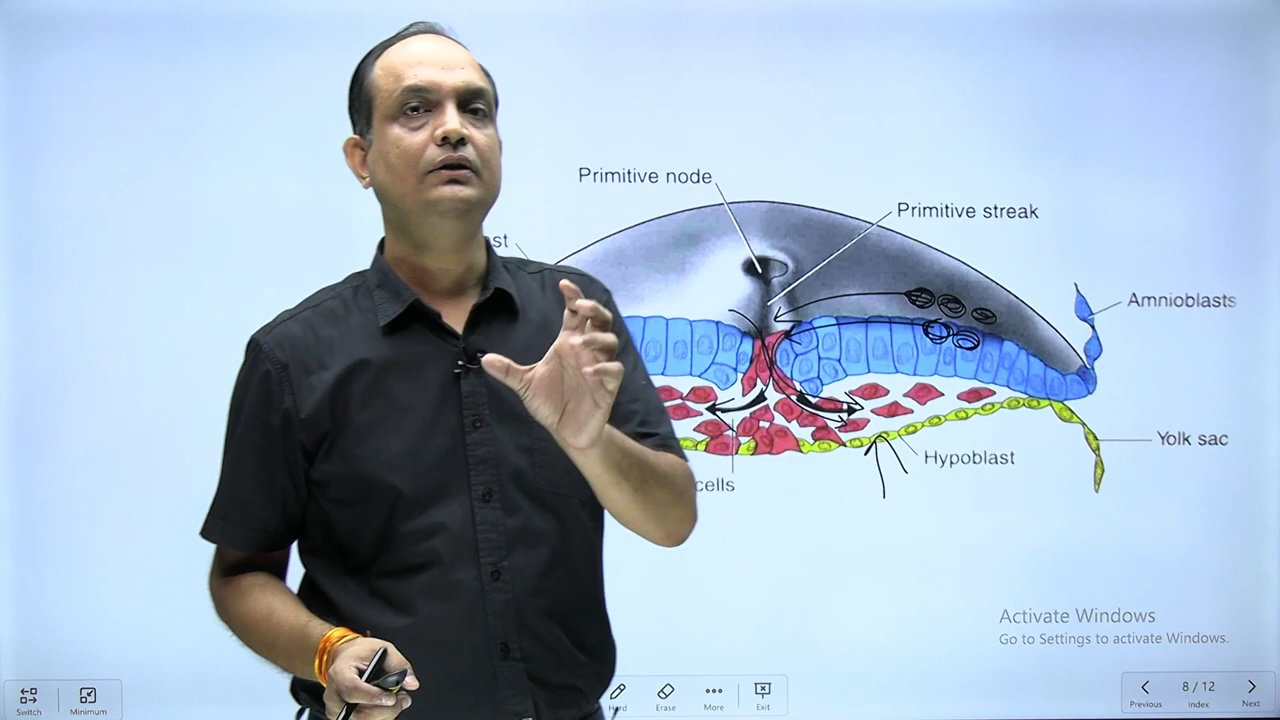 Primitive node
Primitive streak
Amnioblasts
Yolk sac
Hypoblast
cells
Activate Windows
Go to Settings to activate Windows.
Switch
Minimum
Erase
More
Exit
8 / 12
Previous
Index
Next